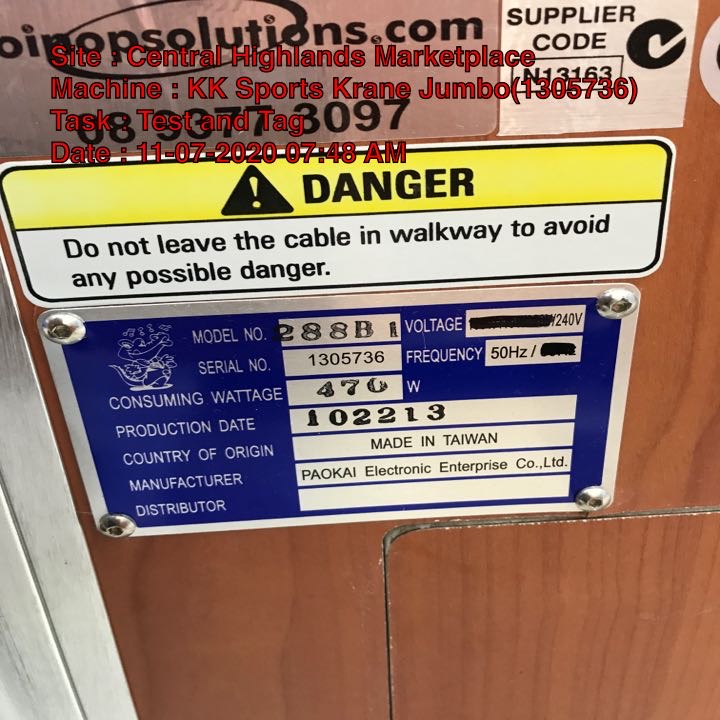 oinopsolutions.com
SUPPLIER
CODE
N13163
Site : Central Highlands Marketplace
Machine : KK Sports Krane Jumbo(1305736)
08 9377 3097
Task : Test and Tag
Date : 11-07-2020 07:48 AM
DANGER
Do not leave the cable in walkway to avoid
any possible danger.
MODEL NO. 288B1 VOLTAGE /240V
SERIAL NO. 1305736 FREQUENCY 50Hz /
CONSUMING WATTAGE 470 W
PRODUCTION DATE 102213
COUNTRY OF ORIGIN MADE IN TAIWAN
MANUFACTURER PAOKAI Electronic Enterprise Co.,Ltd.
DISTRIBUTOR